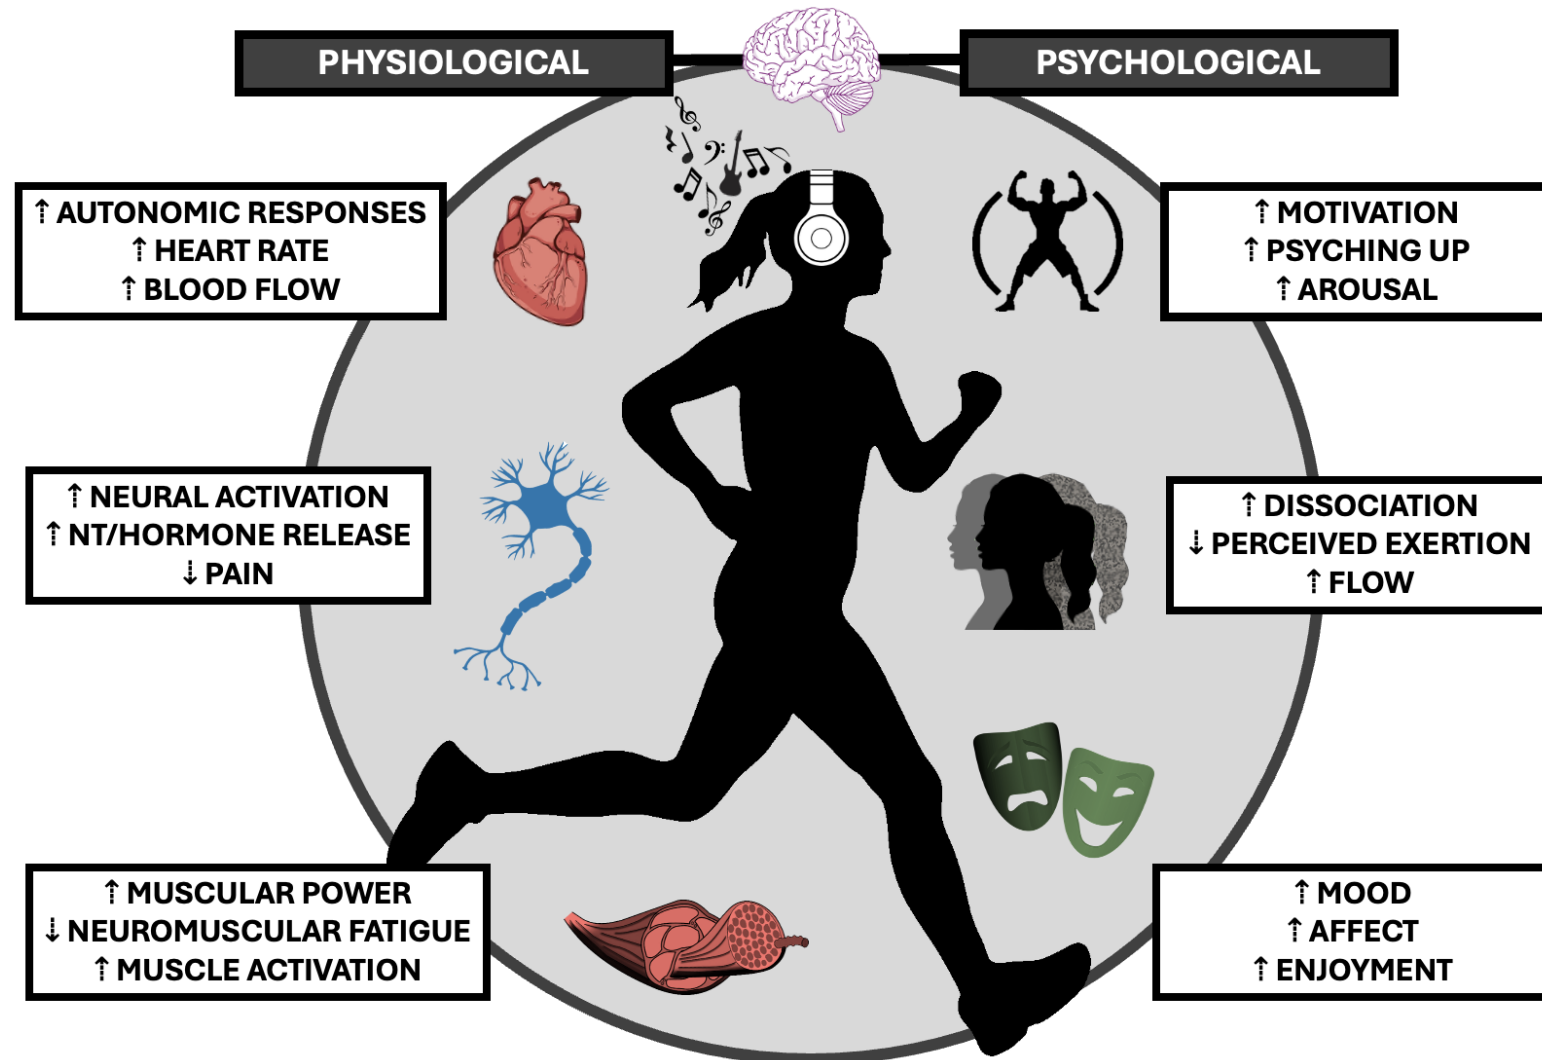 PHYSIOLOGICAL
PSYCHOLOGICAL
↑ AUTONOMIC RESPONSES
↑ HEART RATE
↑ BLOOD FLOW
↑ MOTIVATION
↑ PSYCHING UP
↑ AROUSAL
↑ NEURAL ACTIVATION
↑ NT/HORMONE RELEASE
↓ PAIN
↑ DISSOCIATION
↓ PERCEIVED EXERTION
↑ FLOW
↑ MUSCULAR POWER
↓ NEUROMUSCULAR FATIGUE
↑ MUSCLE ACTIVATION
↑ MOOD
↑ AFFECT
↑ ENJOYMENT